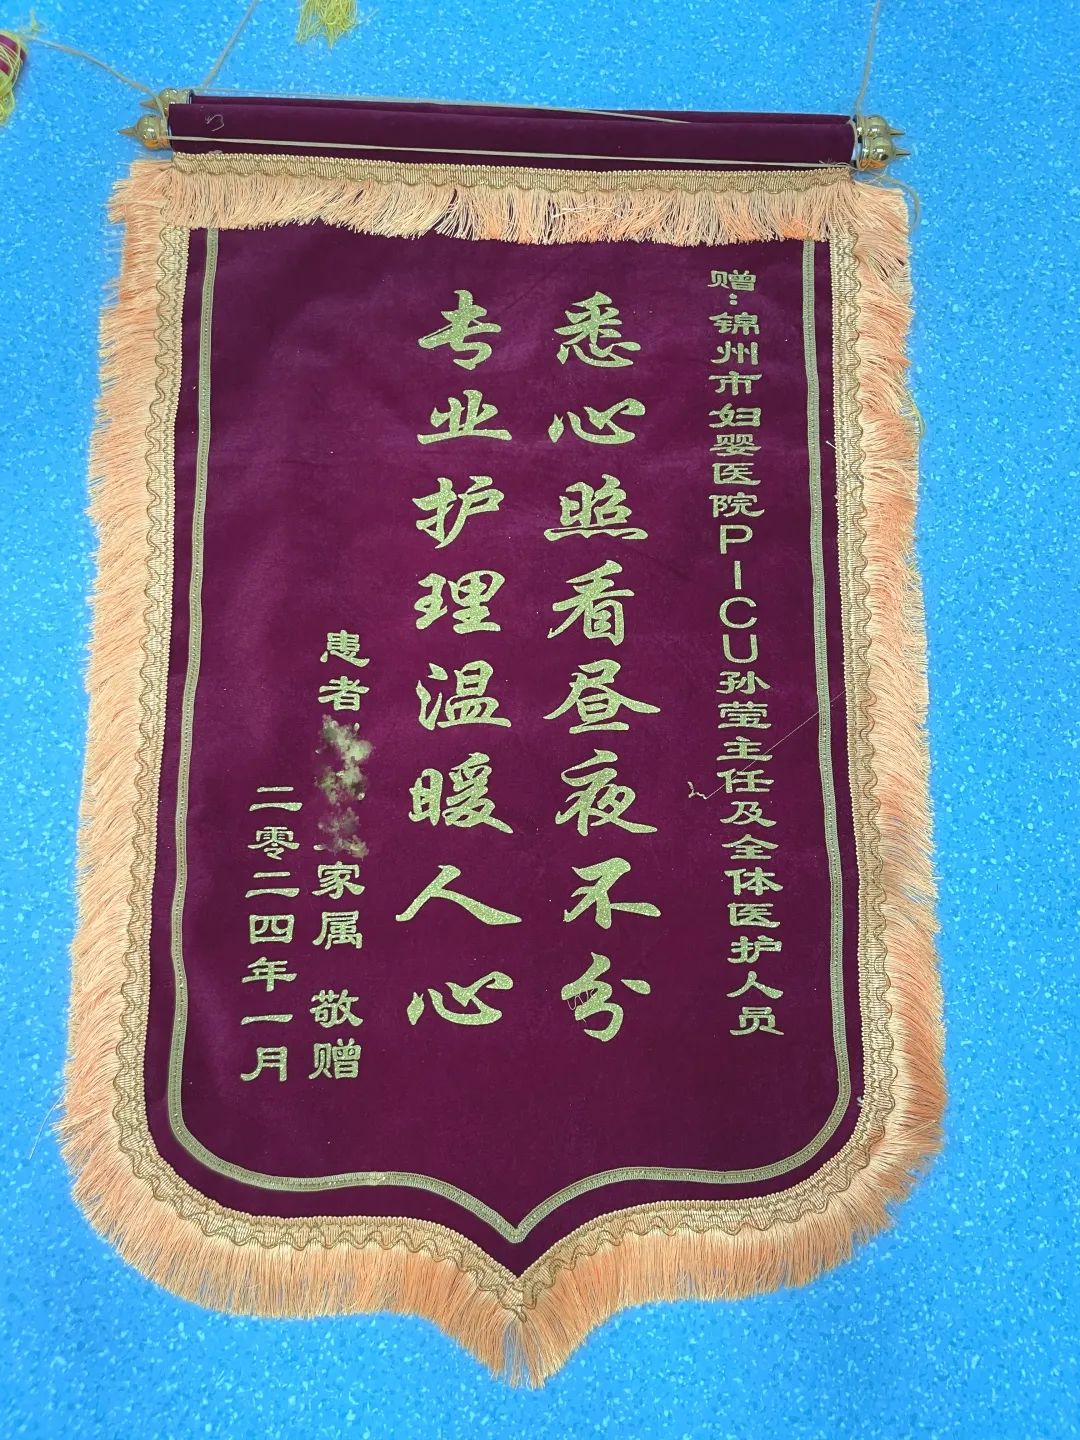 赠:锦州市妇婴医院PICU孙莹主任及全体医护人员
悉心照看昼夜不分
专业护理温暖人心
患者 家属 敬赠
二零二四年一月